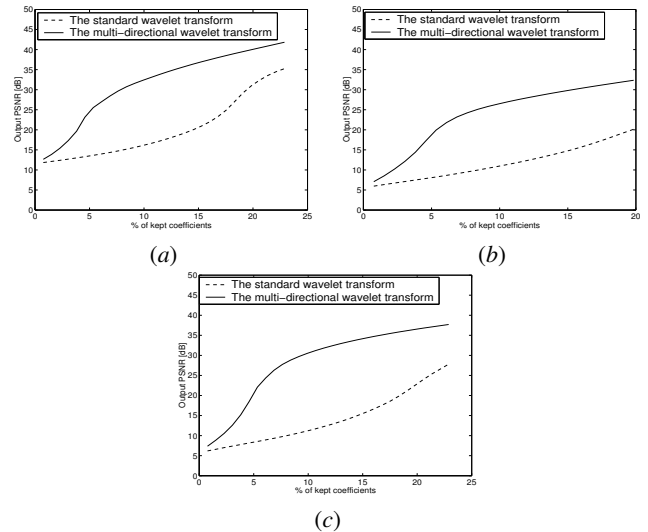 50
45
40
35
30
25
20
15
10
5
0
Output PSNR [dB]
The standard wavelet transform
The multi−directional wavelet transform
0 5 10 15 20 25
% of kept coefficients
(a)
50
45
40
35
30
25
20
15
10
5
0
Output PSNR [dB]
The standard wavelet transform
The multi−directional wavelet transform
0 5 10 15 20
% of kept coefficients
(b)
50
45
40
35
30
25
20
15
10
5
0
Output PSNR [dB]
The standard wavelet transform
The multi−directional wavelet transform
0 5 10 15 20 25
% of kept coefficients
(c)